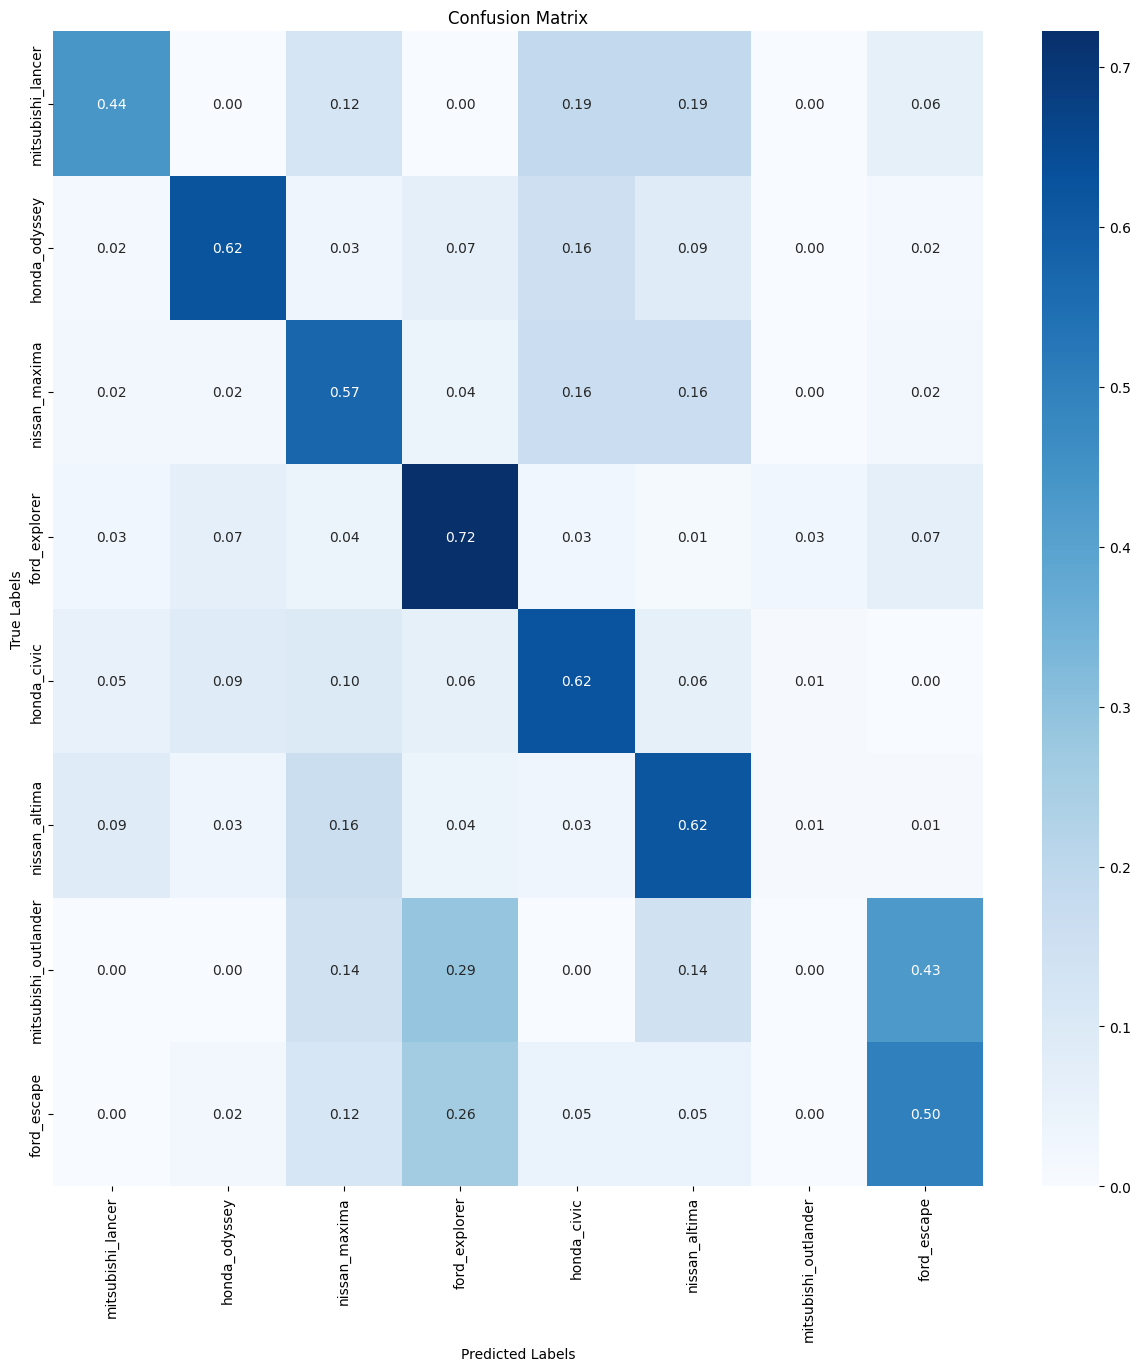 Confusion Matrix
mitsubishi_lancer 0.44 0.00 0.12 0.00 0.19 0.19 0.00 0.06
honda_odyssey 0.02 0.62 0.03 0.07 0.16 0.09 0.00 0.02
nissan_maxima 0.02 0.02 0.57 0.04 0.16 0.16 0.00 0.02
ford_explorer 0.03 0.07 0.04 0.72 0.03 0.01 0.03 0.07
honda_civic 0.05 0.09 0.10 0.06 0.62 0.06 0.01 0.00
nissan_altima 0.09 0.03 0.16 0.04 0.03 0.62 0.01 0.01
mitsubishi_outlander 0.00 0.00 0.14 0.29 0.00 0.14 0.00 0.43
ford_escape 0.00 0.02 0.12 0.26 0.05 0.05 0.00 0.50
True Labels
mitsubishi_lancer
honda_odyssey
nissan_maxima
ford_explorer
honda_civic
nissan_altima
mitsubishi_outlander
ford_escape
Predicted Labels
0.7
0.6
0.5
0.4
0.3
0.2
0.1
0.0